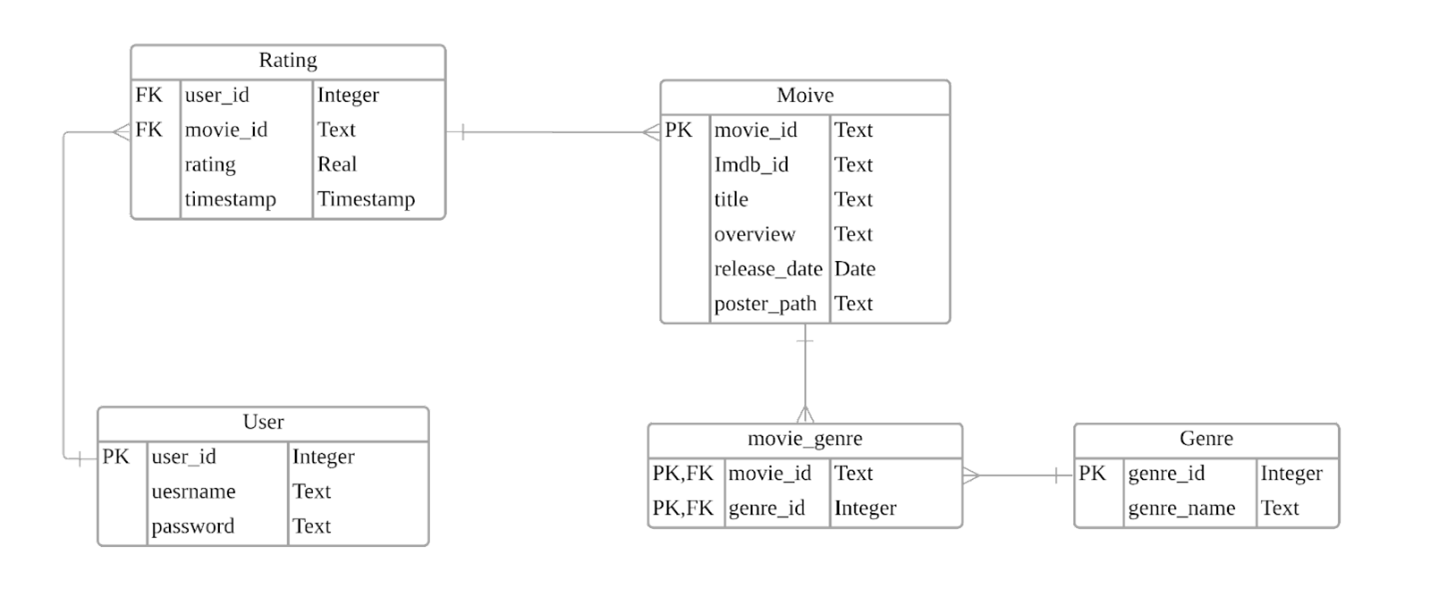 Rating
FK user_id Integer
FK movie_id Text
rating Real
timestamp Timestamp
Moive
PK movie_id Text
Imdb_id Text
title Text
overview Text
release_date Date
poster_path Text
User
PK user_id Integer
uesrname Text
password Text
movie_genre
PK,FK movie_id Text
PK,FK genre_id Integer
Genre
PK genre_id Integer
genre_name Text